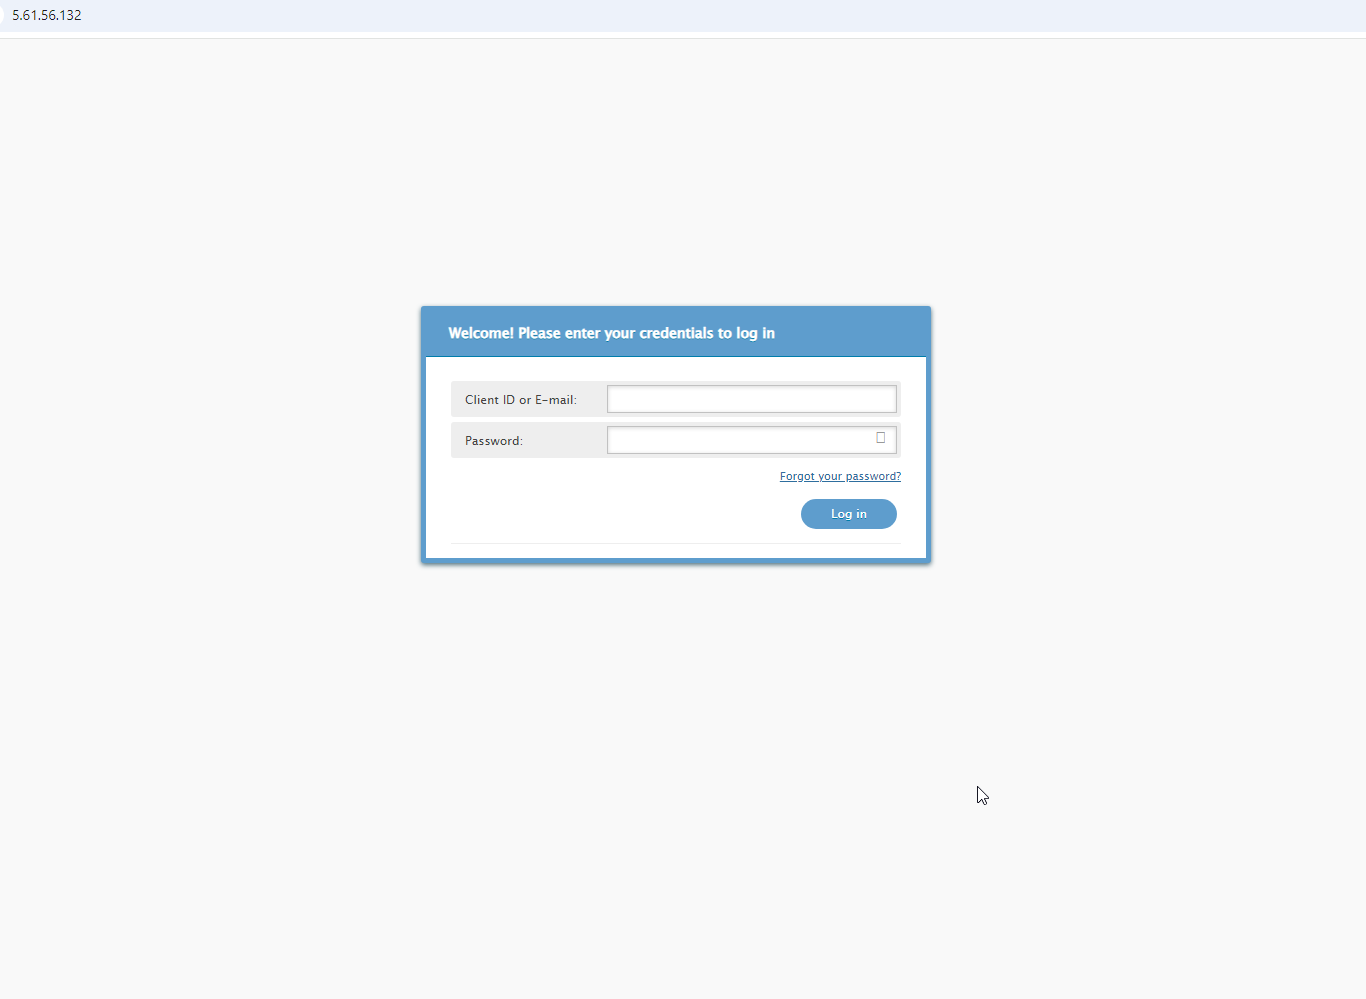 5.61.56.132
Welcome! Please enter your credentials to log in
Client ID or E-mail:
Password:
Forgot your password?
Log in